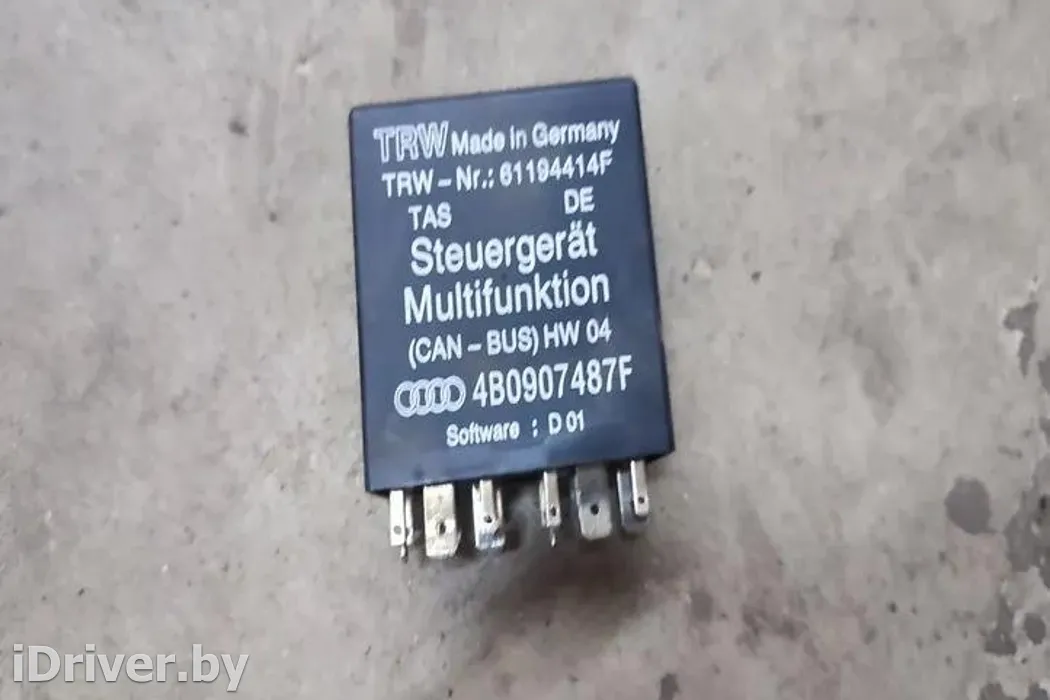 TRW Made in Germany
TRW-Nr.: 61194414F
TAS DE
Steuergerät
Multifunktion
(CAN-BUS) HW 04
4B0907487F
Software : D 01
iDriver.by